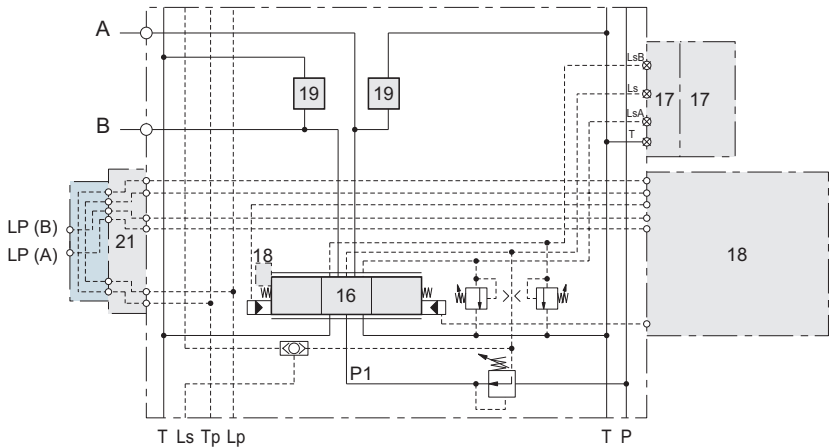 A
19
19
B
LsB
Ls
LsA
T
17
17
LP (B)
LP (A)
21
18
18
16
P1
T Ls Tp Lp
T P